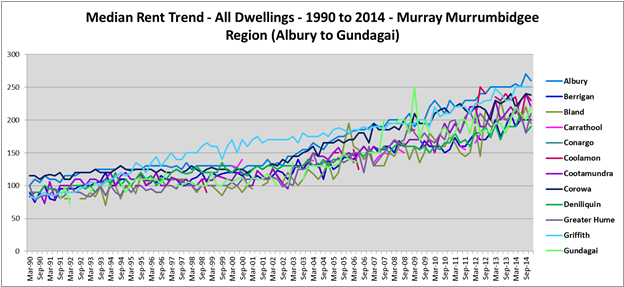 Median Rent Trend - All Dwellings - 1990 to 2014 - Murray Murrumbidgee
Region (Albury to Gundagai)
300
250
200
150
100
50
0
Albury
Berrigan
Bland
Carrathool
Conargo
Coolamon
Cootamundra
Corowa
Deniliquin
Greater Hume
Griffith
Gundagai
Mar-90
Sep-90
Mar-91
Sep-91
Mar-92
Sep-92
Mar-93
Sep-93
Mar-94
Sep-94
Mar-95
Sep-95
Mar-96
Sep-96
Mar-97
Sep-97
Mar-98
Sep-98
Mar-99
Sep-99
Mar-00
Sep-00
Mar-01
Sep-01
Mar-02
Sep-02
Mar-03
Sep-03
Mar-04
Sep-04
Mar-05
Sep-05
Mar-06
Sep-06
Mar-07
Sep-07
Mar-08
Sep-08
Mar-09
Sep-09
Mar-10
Sep-10
Mar-11
Sep-11
Mar-12
Sep-12
Mar-13
Sep-13
Mar-14
Sep-14